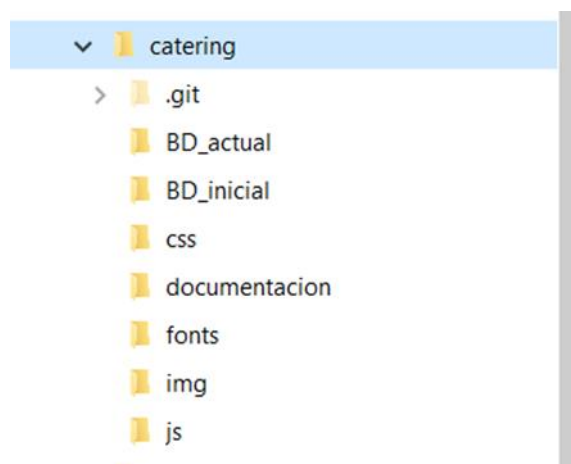 catering
.git
BD_actual
BD_inicial
css
documentacion
fonts
img
js